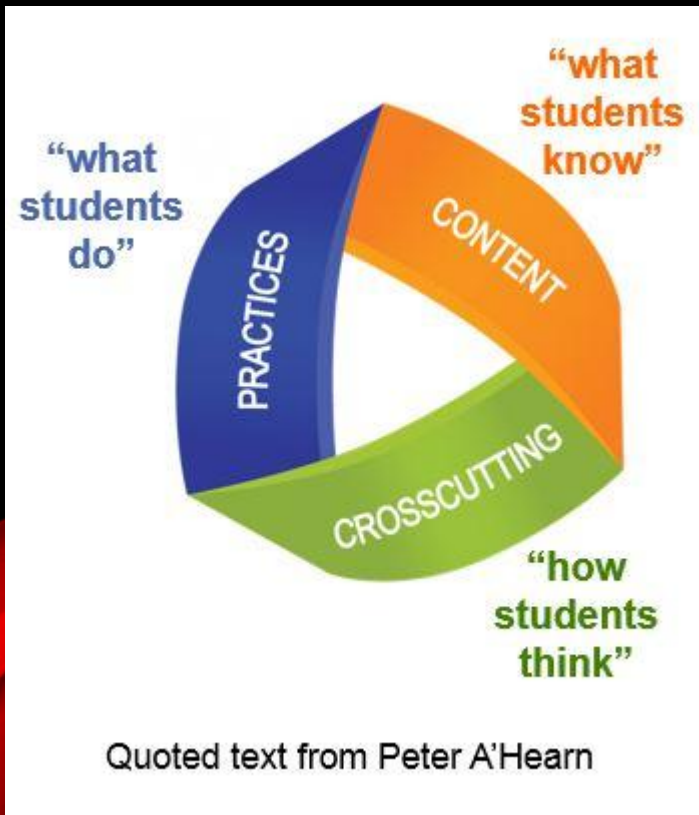 “what
students
do”
“what
students
know”
PRACTICES
CONTENT
CROSSCUTTING
“how
students
think”
Quoted text from Peter A’Hearn